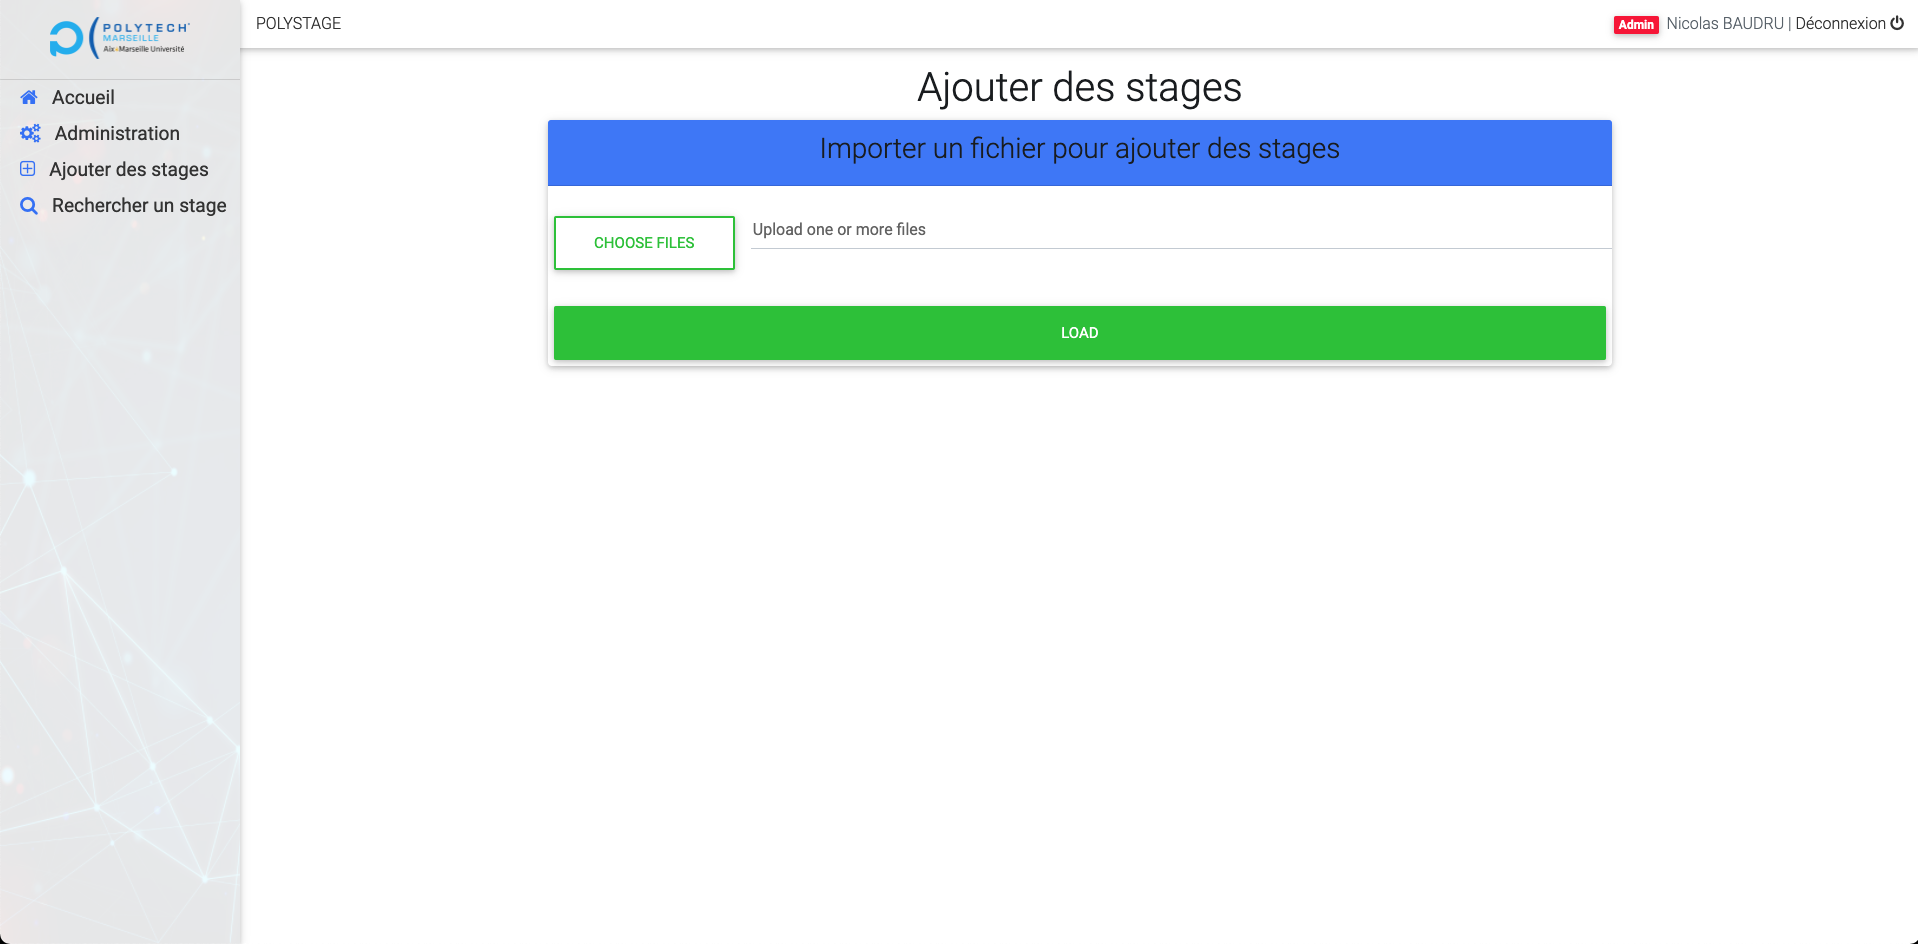 POLYTECH
MARSEILLE
Aix+Marseille Université
POLYSTAGE
Admin Nicolas BAUDRU | Déconnexion
Accueil
Administration
Ajouter des stages
Rechercher un stage
Ajouter des stages
Importer un fichier pour ajouter des stages
CHOOSE FILES
Upload one or more files
LOAD